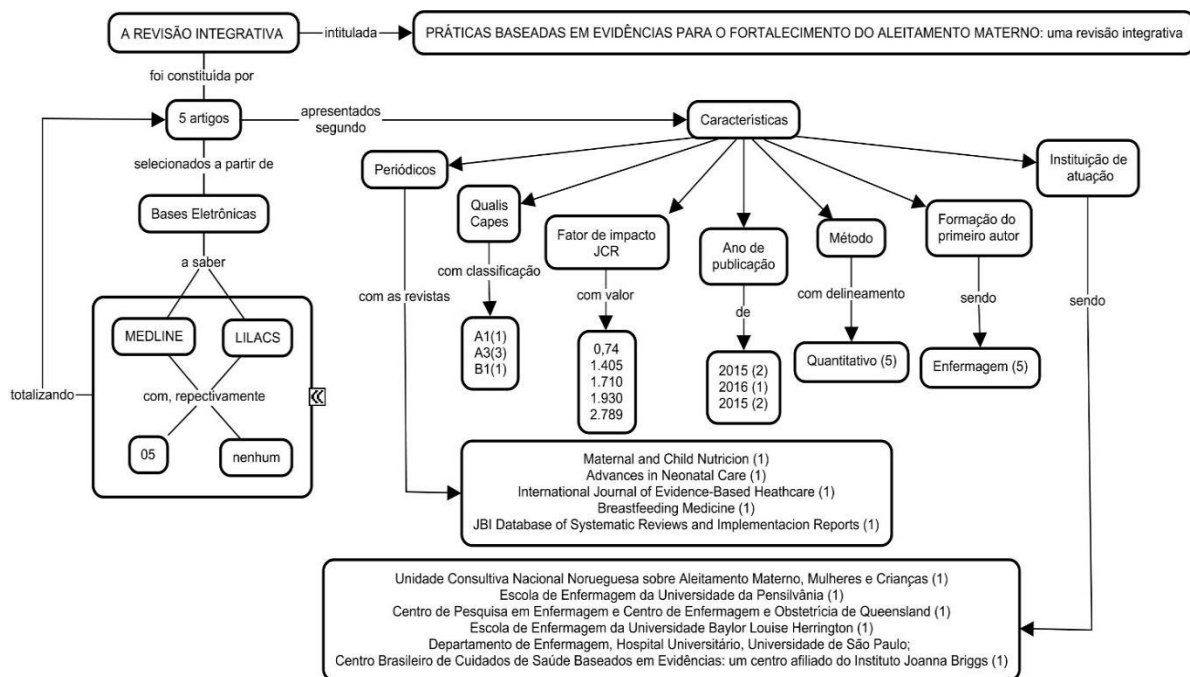 A REVISÃO INTEGRATIVA
intitulada
PRÁTICAS BASEADAS EM EVIDÊNCIAS PARA O FORTALECIMENTO DO ALEITAMENTO MATERNO: uma revisão integrativa
foi constituída por
5 artigos
apresentados
segundo
Características
selecionados a partir de
Bases Eletrônicas
a saber
MEDLINE
LILACS
com, repectivamente
05
nenhum
totalizando
Periódicos
com as revistas
Qualis
Capes
com classificação
A1(1)
A3(3)
B1(1)
Fator de impacto
JCR
com valor
0,74
1.405
1.710
1.930
2.789
Ano de
publicação
de
2015 (2)
2016 (1)
2015 (2)
Método
com delineamento
Quantitativo (5)
Formação do
primeiro autor
sendo
Enfermagem (5)
Instituição de
atuação
sendo
Maternal and Child Nutricion (1)
Advances in Neonatal Care (1)
International Journal of Evidence-Based Heathcare (1)
Breastfeeding Medicine (1)
JBI Database of Systematic Reviews and Implementacion Reports (1)
Unidade Consultiva Nacional Norueguesa sobre Aleitamento Materno, Mulheres e Crianças (1)
Escola de Enfermagem da Universidade da Pensilvânia (1)
Centro de Pesquisa em Enfermagem e Centro de Enfermagem e Obstetrícia de Queensland (1)
Escola de Enfermagem da Universidade Baylor Louise Herrington (1)
Departamento de Enfermagem, Hospital Universitário, Universidade de São Paulo;
Centro Brasileiro de Cuidados de Saúde Baseados em Evidências: um centro afiliado do Instituto Joanna Briggs (1)